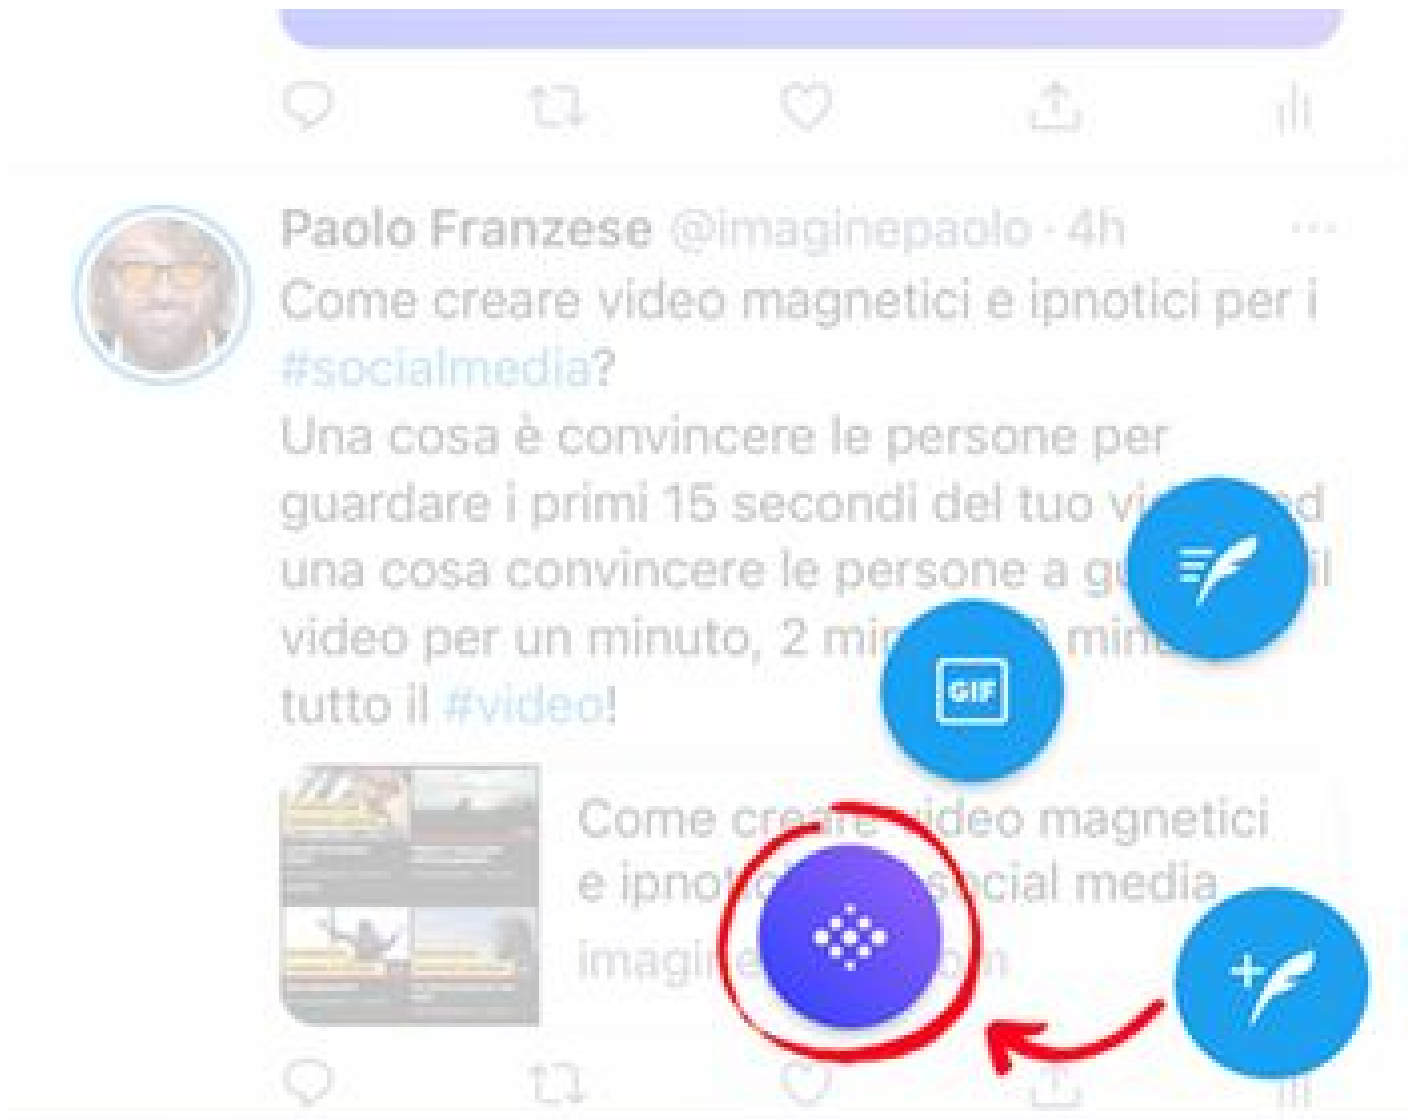 Paolo Franzese @imaginepaolo · 4h
Come creare video magnetici e ipnotici per i
#socialmedia?
Una cosa è convincere le persone per
guardare i primi 15 secondi del tuo
una cosa convincere le persone a
video per un minuto, 2
tutto il #video!
GIF
Come creare video magnetici
e social media